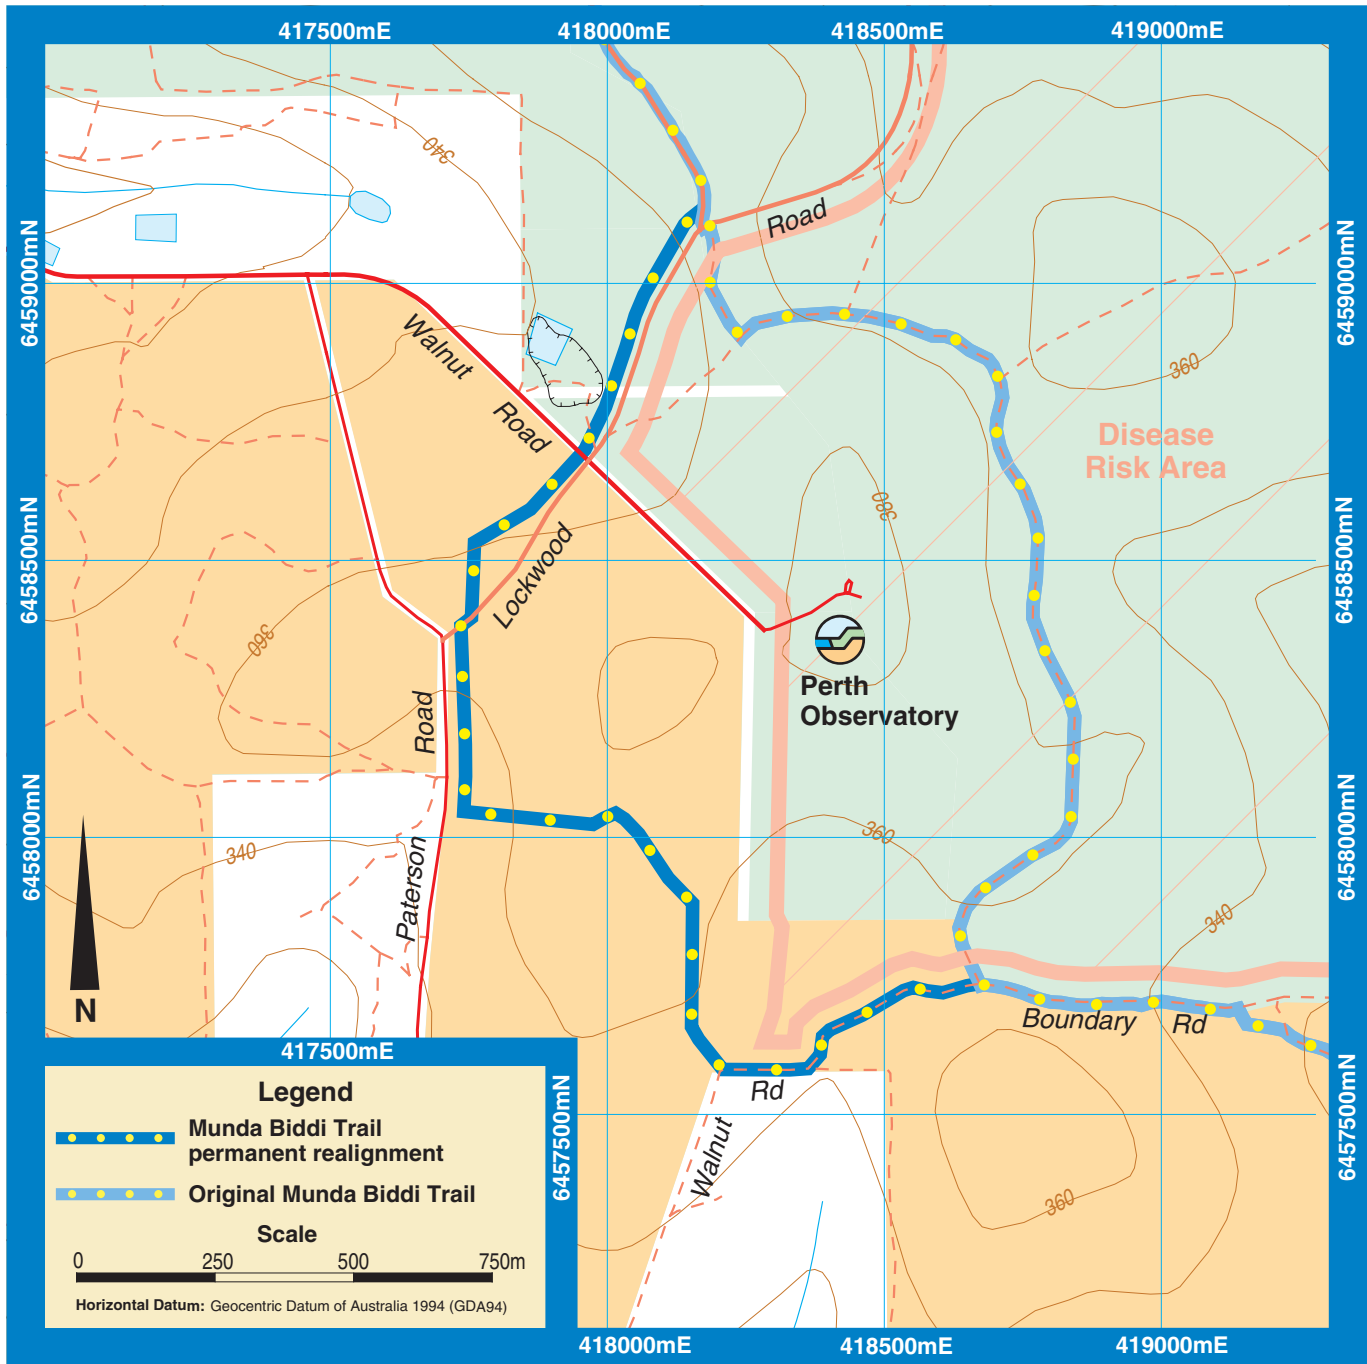 417500mE
418000mE
418500mE
419000mE
340
Road
6459000mN
6459000mN
Walnut
Road
360
Disease
Risk Area
380
6458500mN
6458500mN
Lockwood
360
Perth
Observatory
Road
360
340
Paterson
6458000mN
6458000mN
340
N
Boundary
Rd
417500mE
Rd
Walnut
6457500mN
6457500mN
360
Legend
Munda Biddi Trail
permanent realignment
Original Munda Biddi Trail
Scale
0 250 500 750m
Horizontal Datum: Geocentric Datum of Australia 1994 (GDA94)
418000mE
418500mE
419000mE